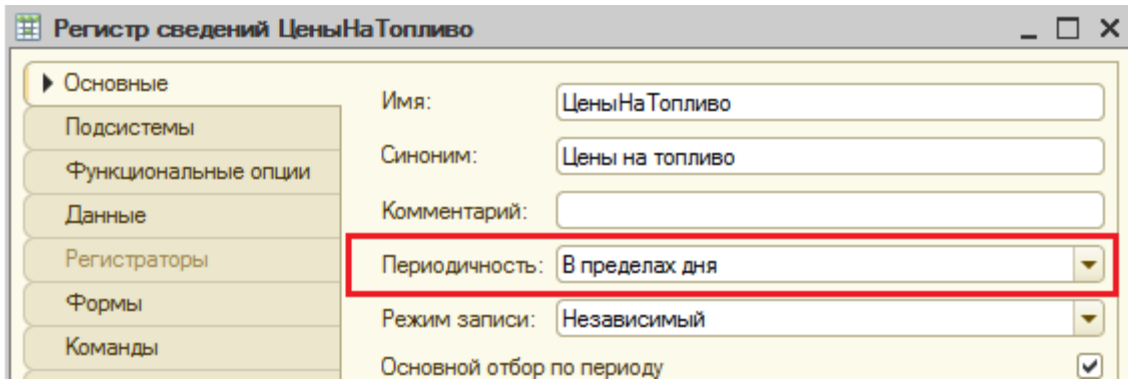 Регистр сведений ЦеныНаТопливо
Основные
Подсистемы
Функциональные опции
Данные
Регистраторы
Формы
Команды
Имя: ЦеныНаТопливо
Синоним: Цены на топливо
Комментарий:
Периодичность: В пределах дня
Режим записи: Независимый
Основной отбор по периоду